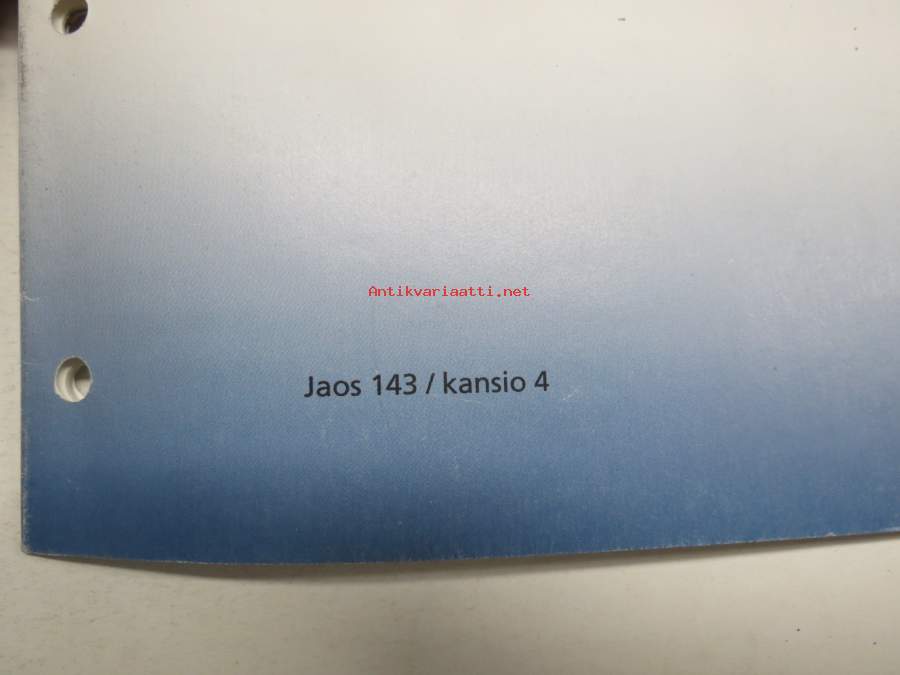 Antikvariaatti.net
Jaos 143 / kansio 4